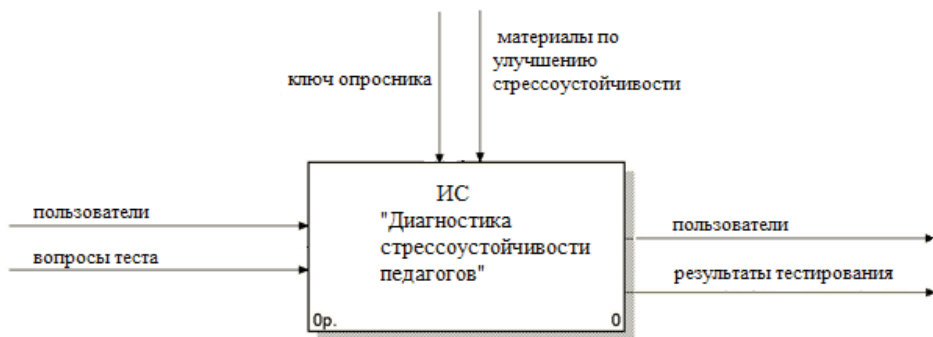 материалы по
улучшению
стрессоустойчивости
ключ опросника
ИС
"Диагностика
стрессоустойчивости
педагогов"
пользователи
вопросы теста
пользователи
результаты тестирования
0р.
0